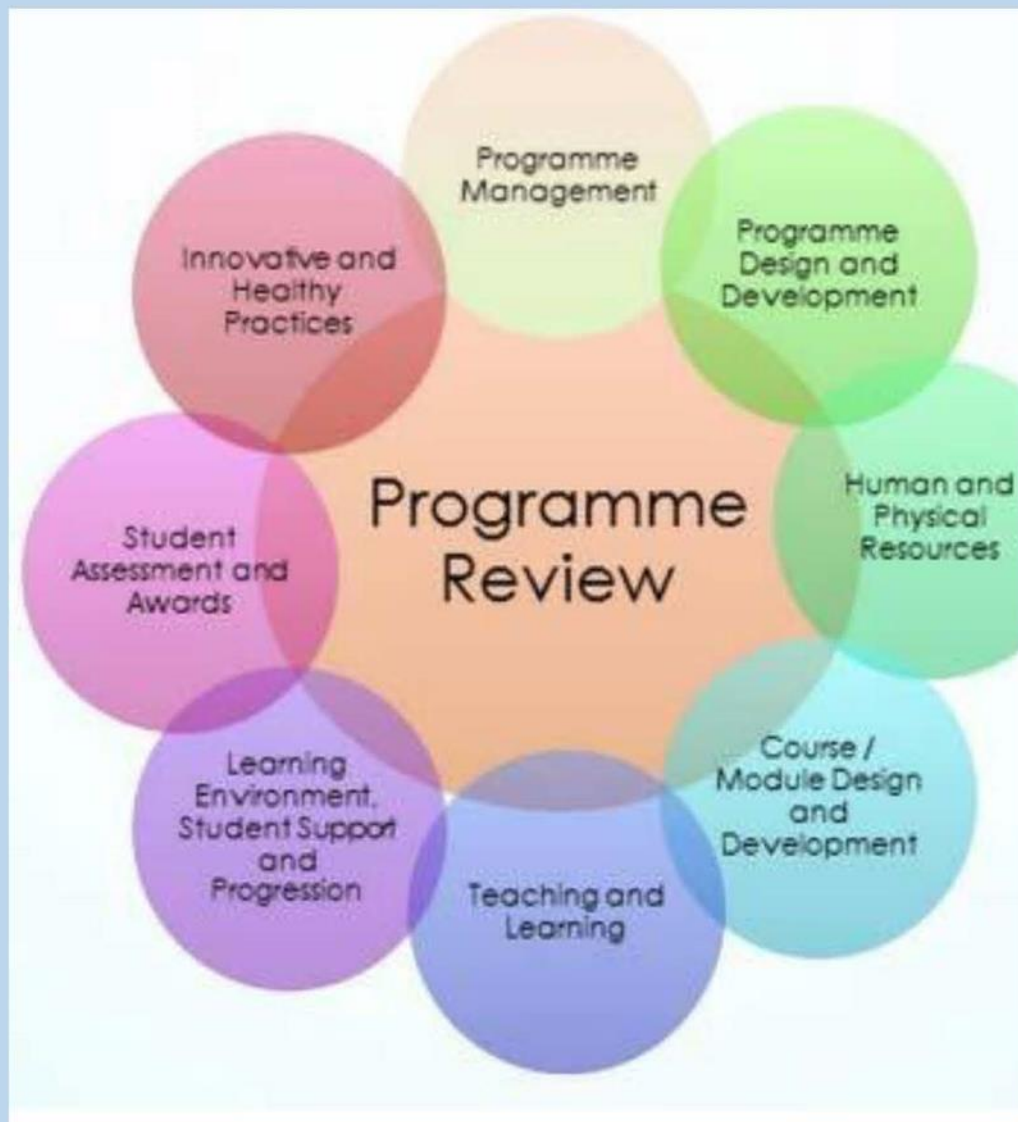 Programme
Management
Programme
Design and
Development
Human and
Physical
Resources
Course /
Module Design
and
Development
Teaching and
Learning
Learning
Environment,
Student Support
and
Progression
Student
Assessment and
Awards
Innovative and
Healthy
Practices
Programme
Review